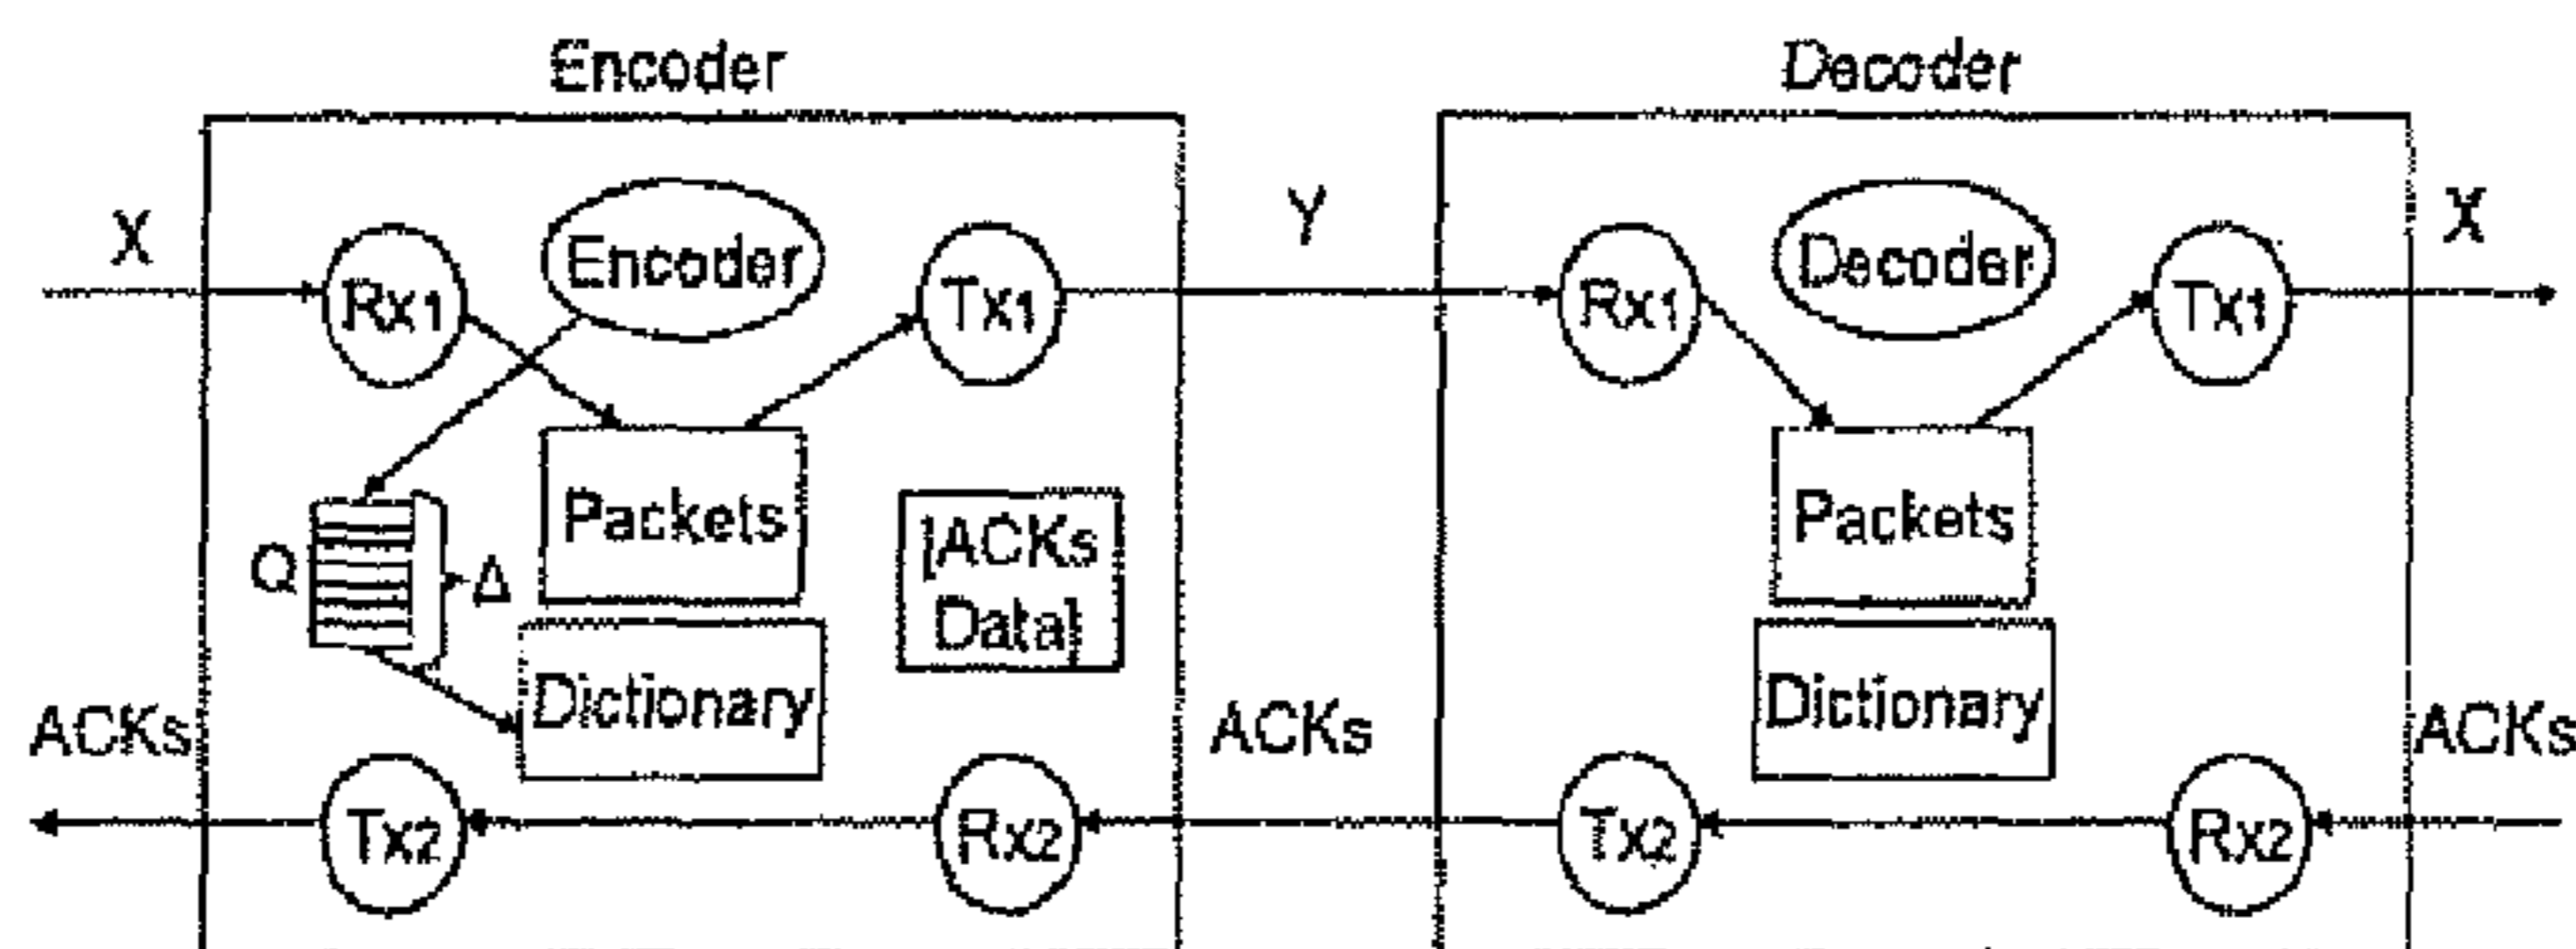 Encoder
Decoder
X
Rx1
Encoder
Tx1
Y
Rx1
Decoder
Tx1
X
Q
Δ
Packets
[ACKs
Data]
Packets
Dictionary
Dictionary
ACKs
ACKs
ACKs
Tx2
Rx2
Tx2
Rx2